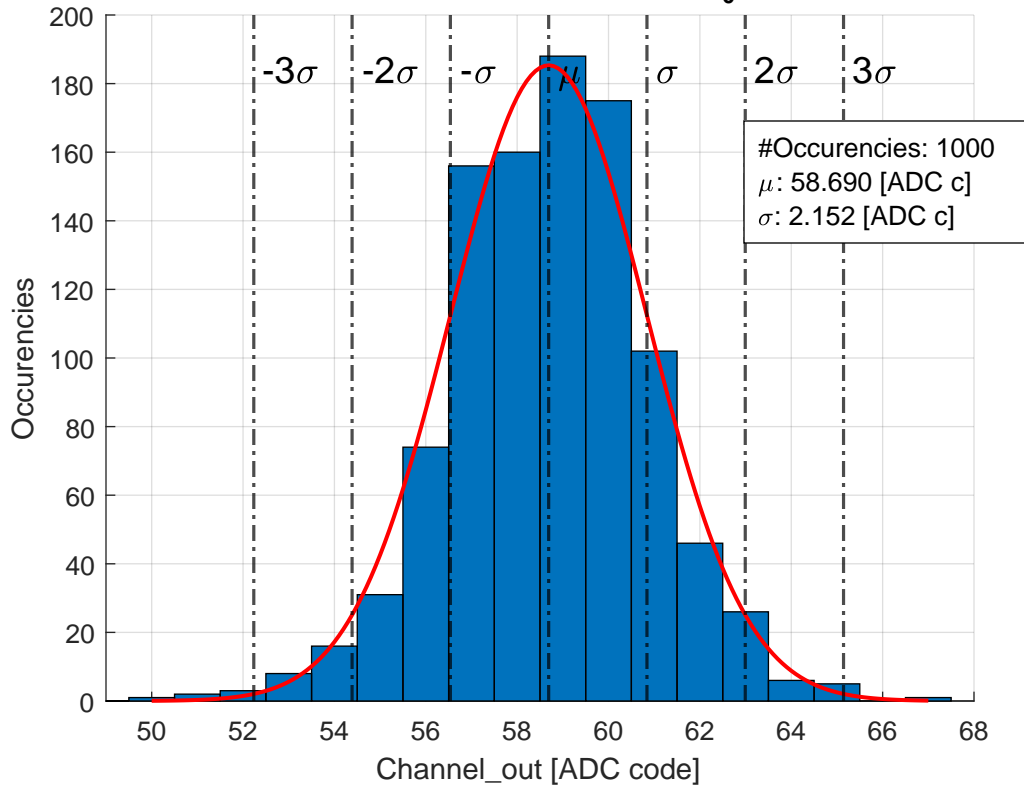 200
180
160
140
120
100
80
60
40
20
0
Occurencies
-3σ -2σ -σ μ σ 2σ 3σ
#Occurencies: 1000
μ: 58.690 [ADC c]
σ: 2.152 [ADC c]
50 52 54 56 58 60 62 64 66 68
Channel_out [ADC code]